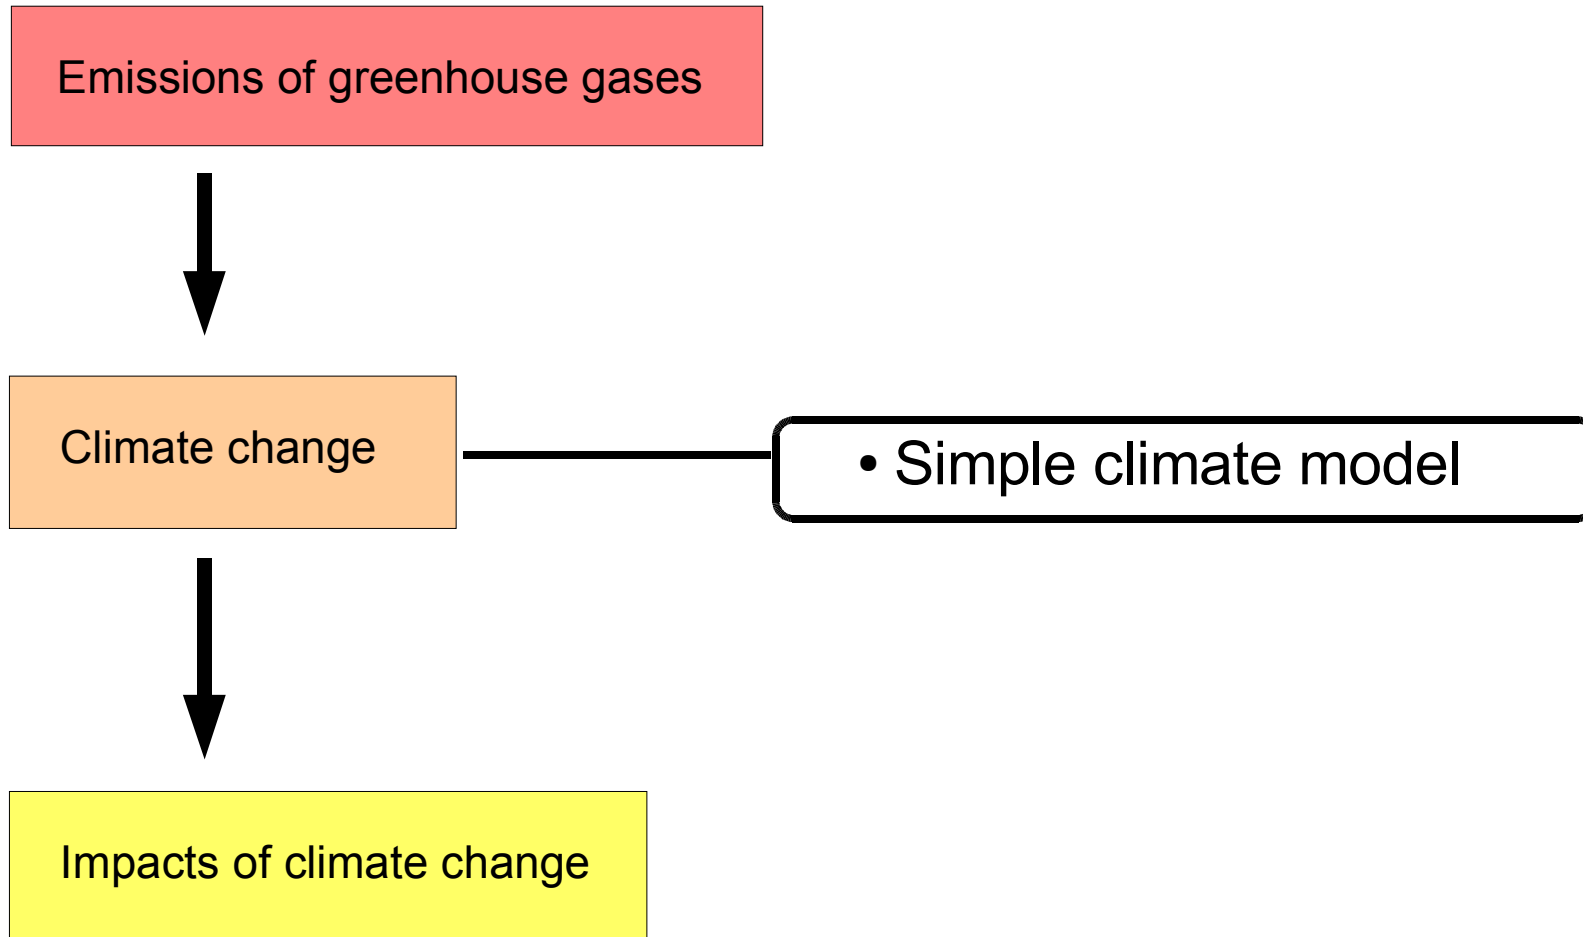 Emissions of greenhouse gases
Climate change
• Simple climate model
Impacts of climate change